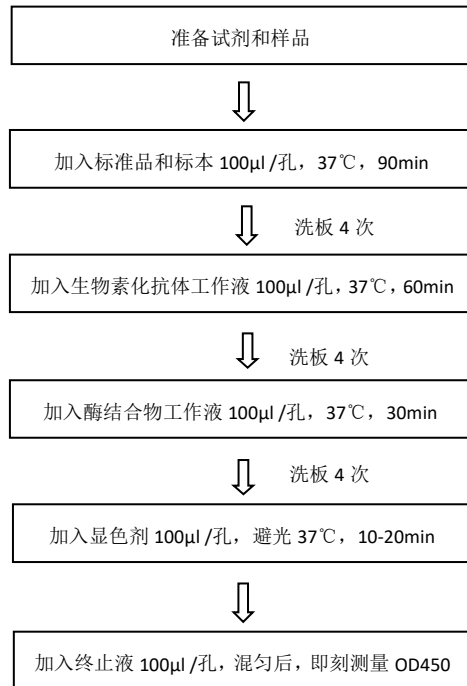 准备试剂和样品
加入标准品和标本 100μl /孔，37℃，90min
洗板 4 次
加入生物素化抗体工作液 100μl /孔，37℃，60min
洗板 4 次
加入酶结合物工作液 100μl /孔，37℃，30min
洗板 4 次
加入显色剂 100μl /孔，避光 37℃，10-20min
加入终止液 100μl /孔，混匀后，即刻测量 OD450